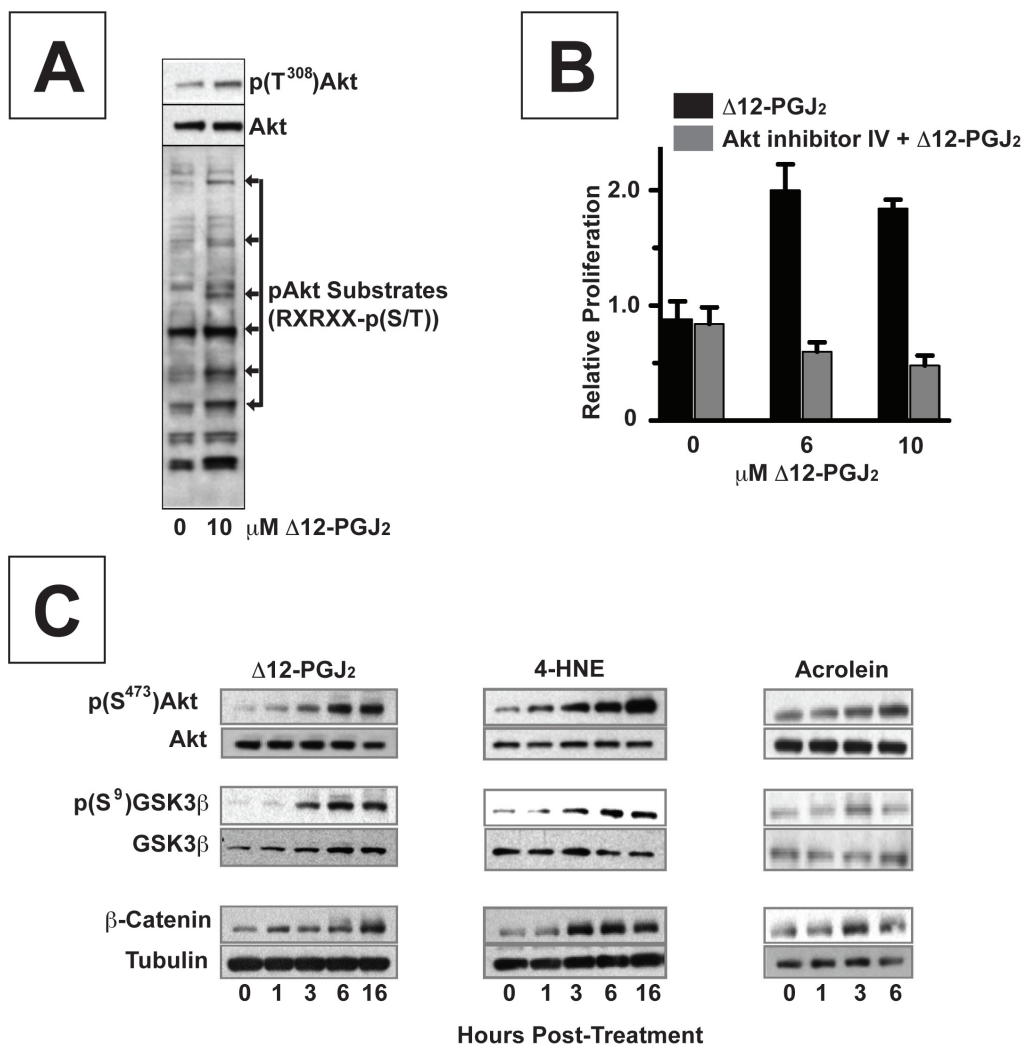 A
p(T308)Akt
Akt
pAkt Substrates
(RXRXX-p(S/T))
0 10 μM Δ12-PGJ2
B
Δ12-PGJ2
Akt inhibitor IV + Δ12-PGJ2
Relative Proliferation
2.0
1.0
0
0 6 10
μM Δ12-PGJ2
C
Δ12-PGJ2 4-HNE Acrolein
p(S473)Akt
Akt
p(S9)GSK3β
GSK3β
β-Catenin
Tubulin
0 1 3 6 16 0 1 3 6 16 0 1 3 6
Hours Post-Treatment